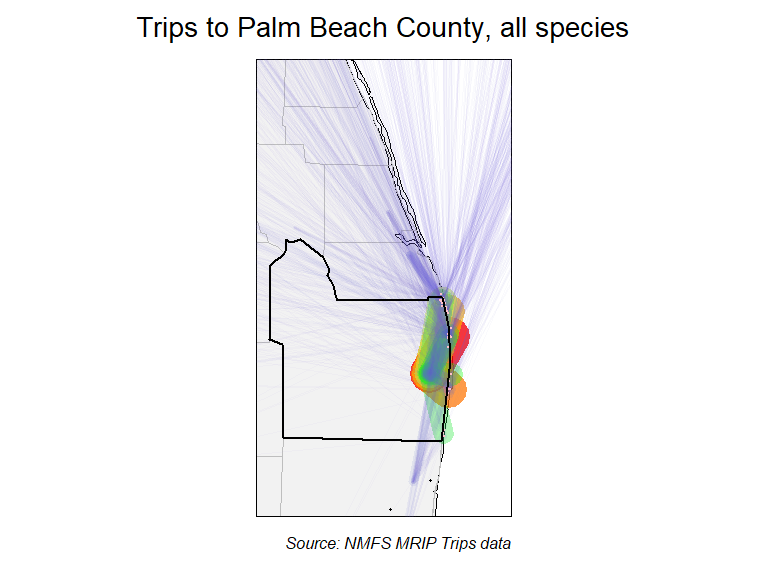 Trips to Palm Beach County, all species
Source: NMFS MRIP Trips data